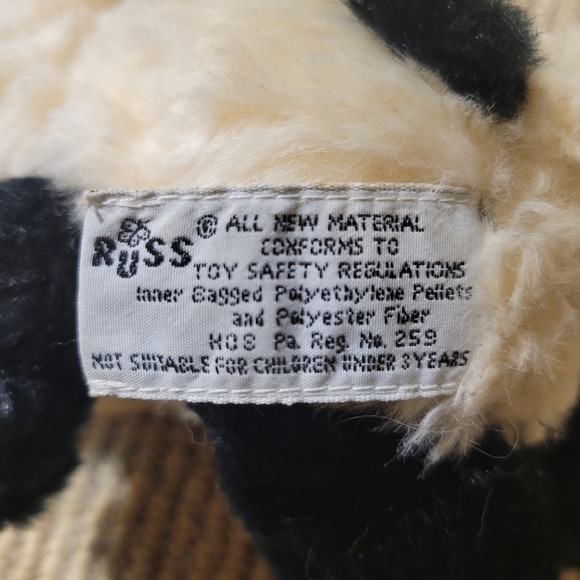 RUSS ® ALL NEW MATERIAL
CONFORMS TO
TOY SAFETY REGULATIONS
Inner Bagged Polyethylene Pellets
and Polyester Fiber
HOS Pa. Reg. No. 259
NOT SUITABLE FOR CHILDREN UNDER 3 YEARS